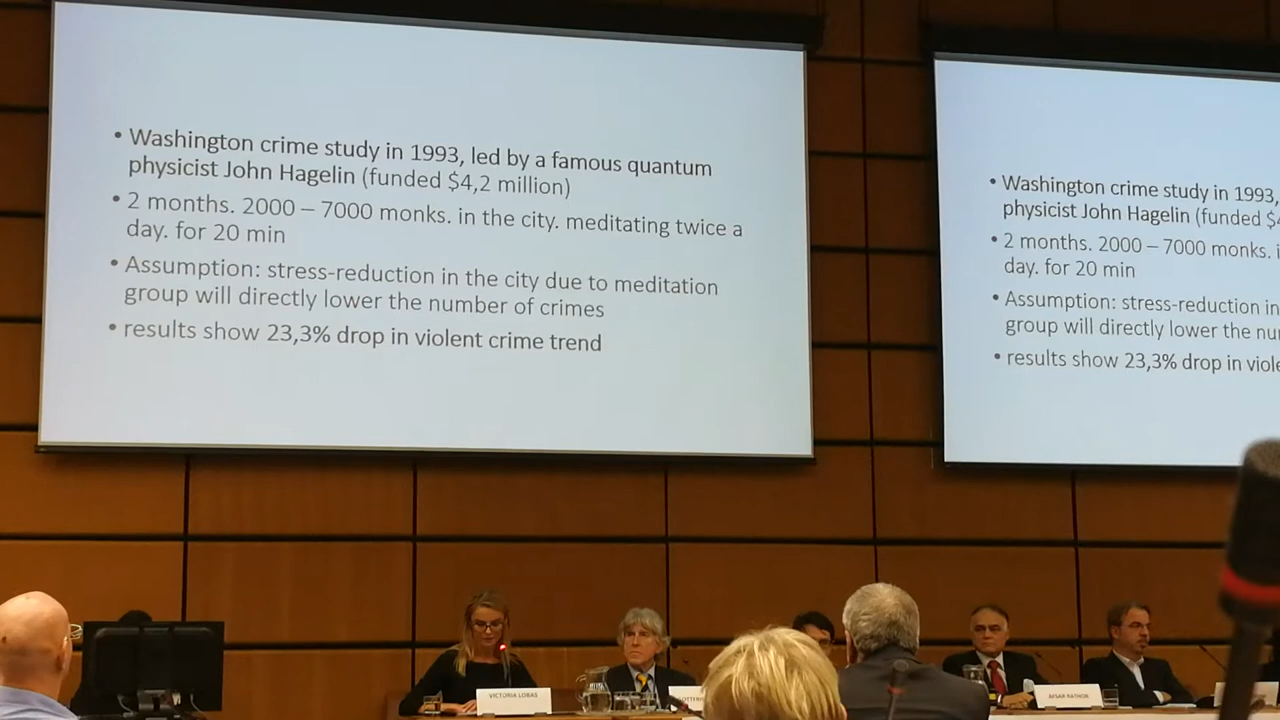 • Washington crime study in 1993, led by a famous quantum
physicist John Hagelin (funded $4,2 million)
• 2 months. 2000 – 7000 monks. in the city. meditating twice a
day. for 20 min
• Assumption: stress-reduction in the city due to meditation
group will directly lower the number of crimes
• results show 23,3% drop in violent crime trend
• Washington crime study in 1993,
physicist John Hagelin (funded $4
• 2 months. 2000 – 7000 monks. i
day. for 20 min
• Assumption: stress-reduction in
group will directly lower the nu
• results show 23,3% drop in viole
VICTORIA LOBAS
AFSAR RATHOR